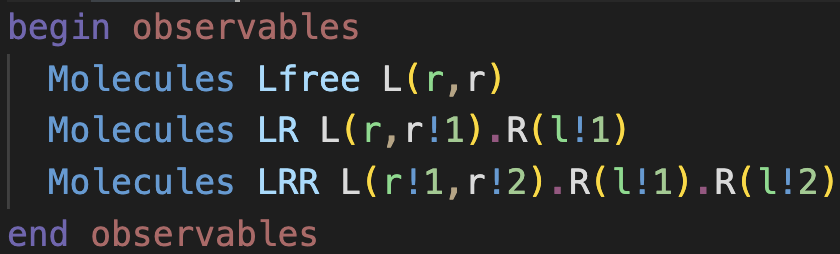 begin observables
Molecules Lfree L(r,r)
Molecules LR L(r,r!1).R(l!1)
Molecules LRR L(r!1,r!2).R(l!1).R(l!2)
end observables